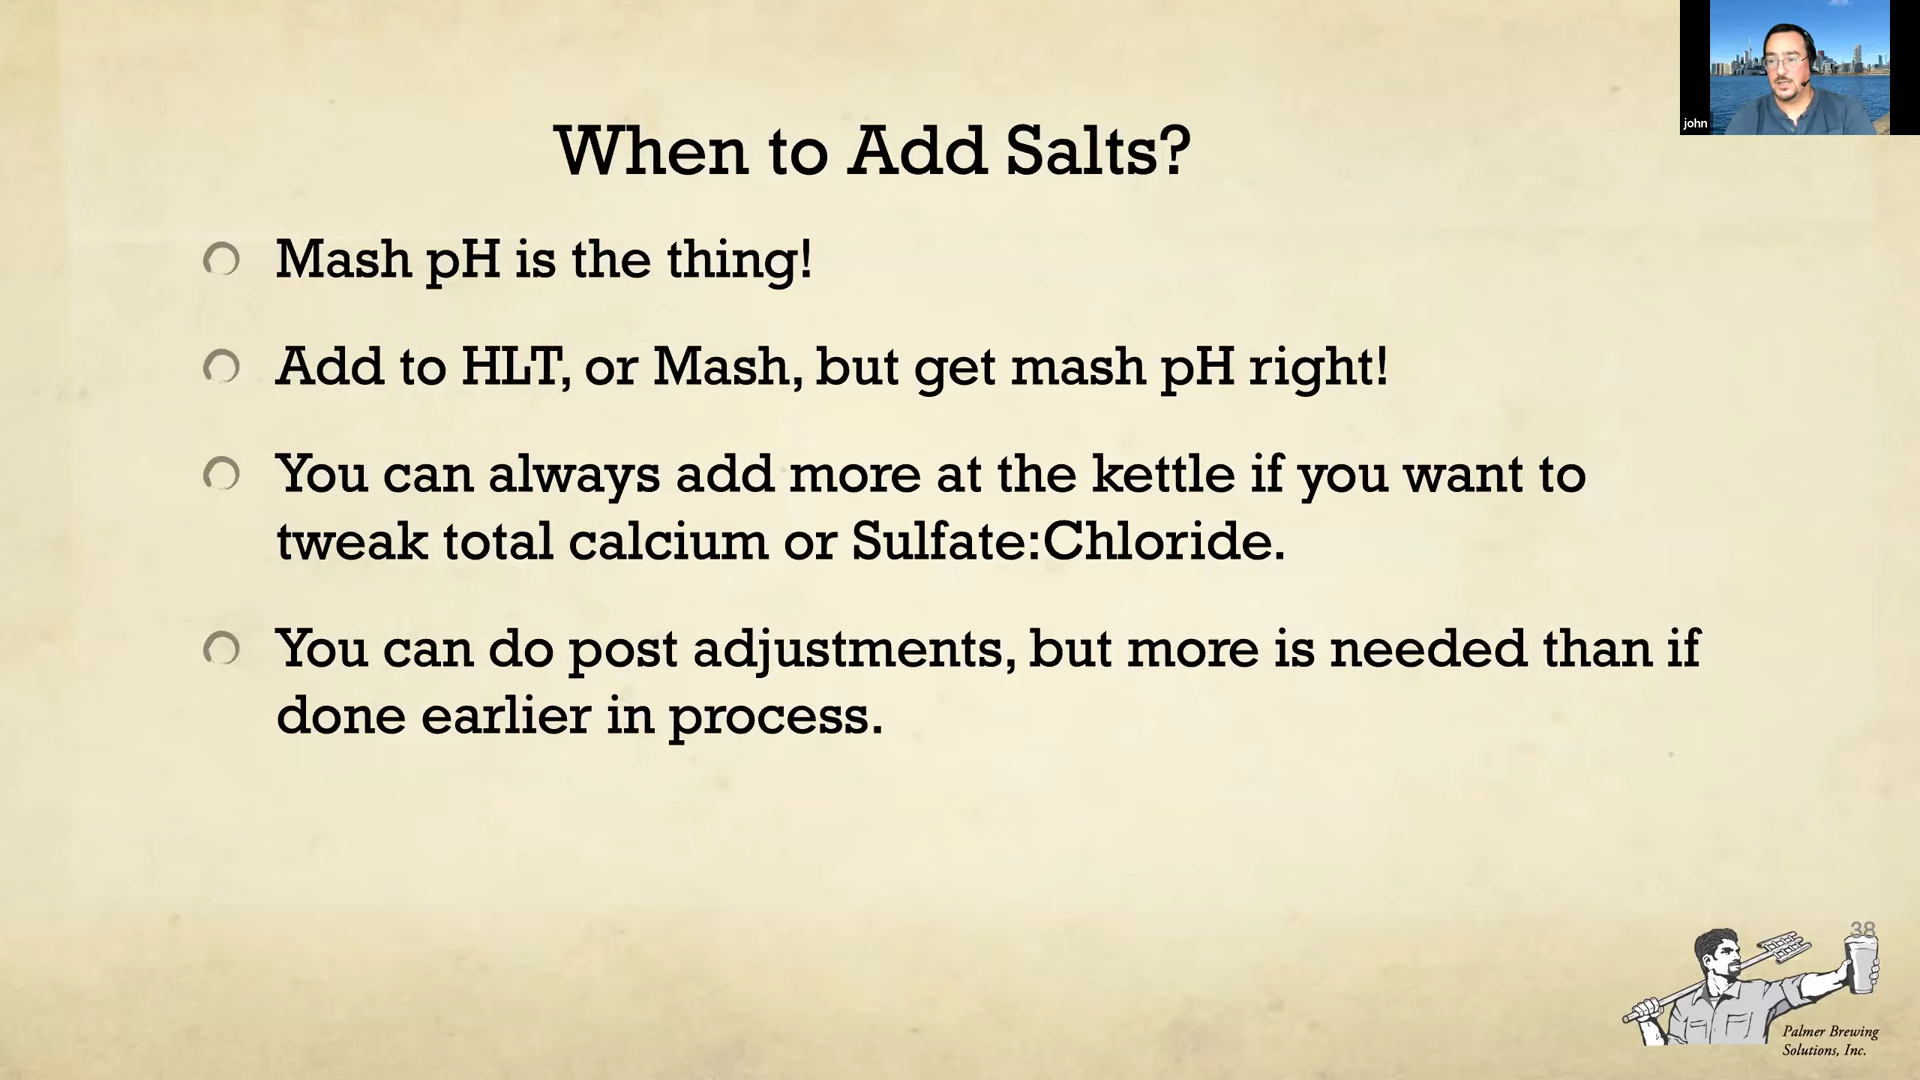 john
When to Add Salts?
Mash pH is the thing!
Add to HLT, or Mash, but get mash pH right!
You can always add more at the kettle if you want to
tweak total calcium or Sulfate:Chloride.
You can do post adjustments, but more is needed than if
done earlier in process.
38
Palmer Brewing
Solutions, Inc.